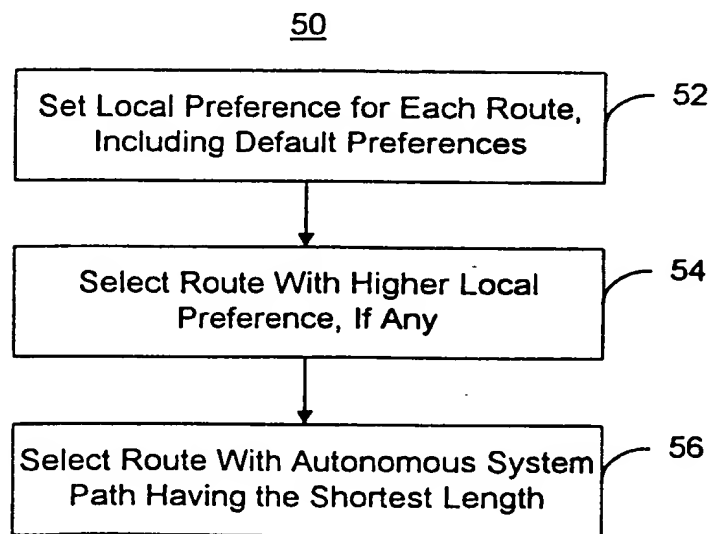 50
Set Local Preference for Each Route,
Including Default Preferences
52
Select Route With Higher Local
Preference, If Any
54
Select Route With Autonomous System
Path Having the Shortest Length
56